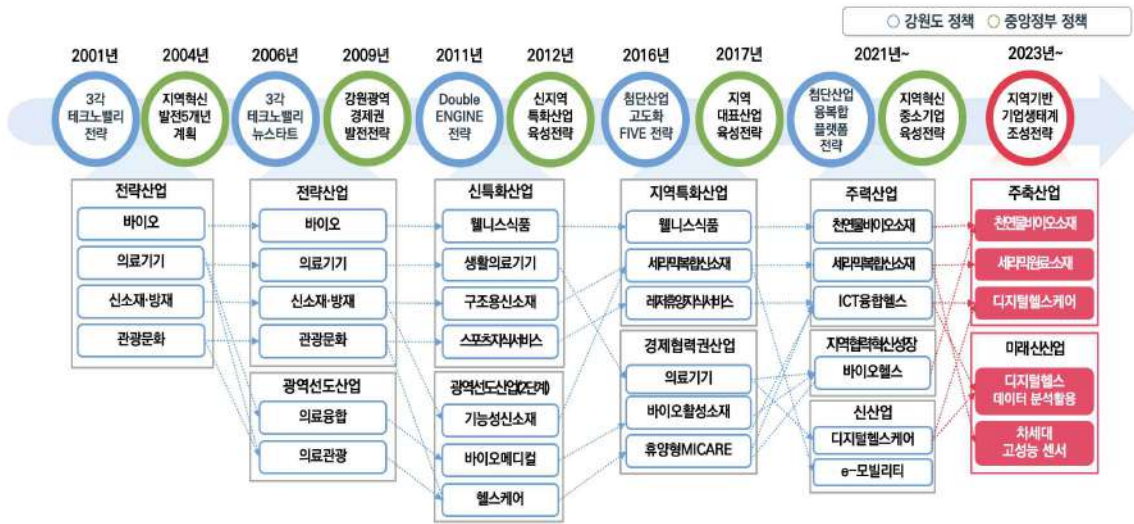 강원도 정책
중앙정부 정책
2001년
2004년
2006년
2009년
2011년
2012년
2016년
2017년
2021년~
2023년~
3각
테크노밸리
전략
지역혁신
발전5개년
계획
3각
테크노밸리
뉴스타트
강원광역
경제권
발전전략
Double
ENGINE
전략
신지역
특화산업
육성전략
첨단산업
고도화
FIVE 전략
지역
대표산업
육성전략
첨단산업
융복합
플랫폼
전략
지역혁신
중소기업
육성전략
지역기반
기업생태계
조성전략
전략산업
바이오
의료기기
신소재·방재
관광문화
전략산업
바이오
의료기기
신소재·방재
관광문화
광역선도산업
의료융합
의료관광
신특화산업
웰니스식품
생활의료기기
구조용신소재
스포츠지식서비스
광역선도산업(2단계)
기능성신소재
바이오메디컬
헬스케어
지역특화산업
웰니스식품
세라믹복합신소재
레저휴양지식서비스
경제협력권산업
의료기기
바이오활성소재
휴양형MICARE
주력산업
천연물바이오소재
세라믹복합신소재
ICT융합헬스
지역협력혁신성장
바이오헬스
신산업
디지털헬스케어
e-모빌리티
주축산업
천연물바이오소재
세라믹원료소재
디지털헬스케어
미래신산업
디지털헬스
데이터 분석활용
차세대
고성능 센서